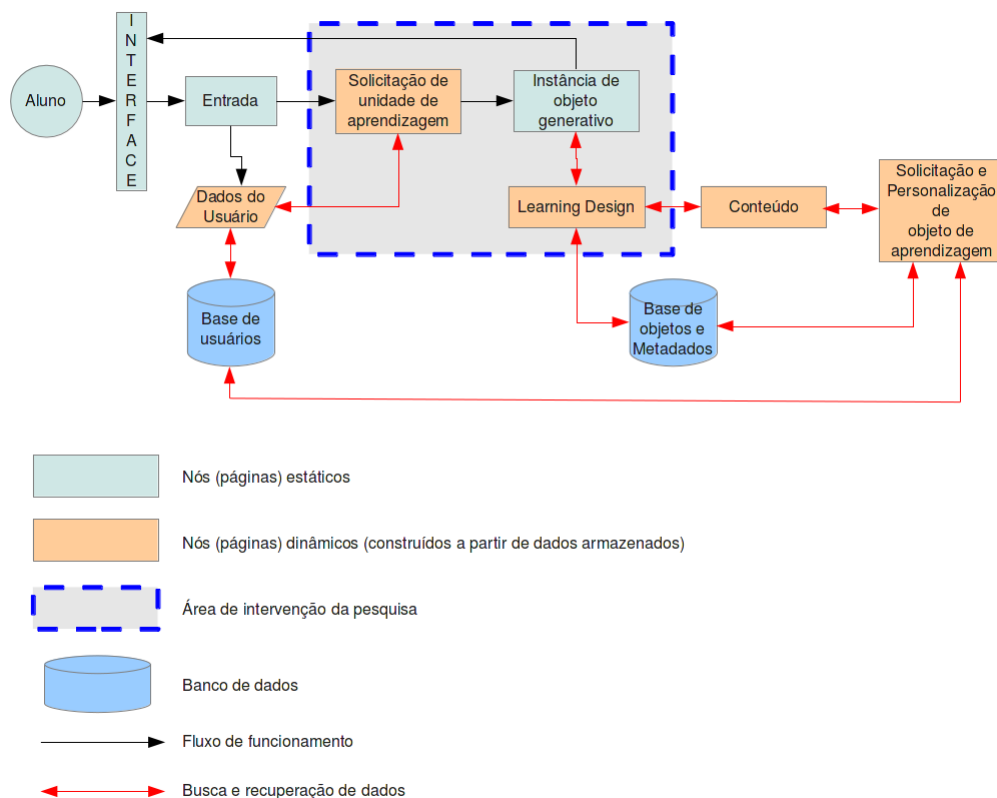 INTERFACE
Aluno
Entrada
Solicitação de
unidade de
aprendizagem
Instância de
objeto
generativo
Dados do
Usuário
Learning Design
Conteúdo
Solicitação e
Personalização
de
objeto de
aprendizagem
Base de
usuários
Base de
objetos e
Metadados
Nós (páginas) estáticos
Nós (páginas) dinâmicos (construídos a partir de dados armazenados)
Área de intervenção da pesquisa
Banco de dados
Fluxo de funcionamento
Busca e recuperação de dados